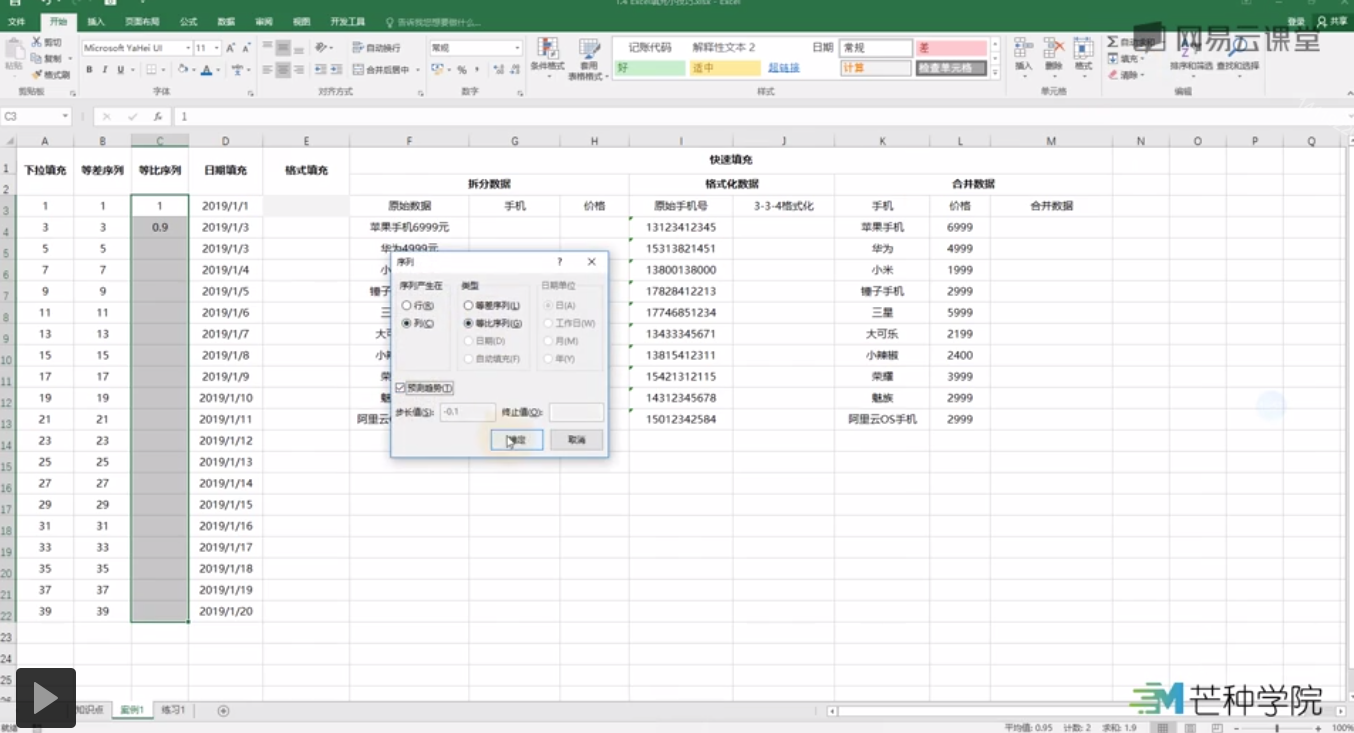 1.4 Excel填充小技巧.xlsx - Excel
文件 开始 插入 页面布局 公式 数据 审阅 视图 开发工具 告诉我您想要做什么... 登录 共享
网易云课堂
剪切 复制 格式刷 粘贴 剪贴板
Microsoft YaHei UI 11
B I U 字体
自动换行
合并后居中 对齐方式
常规
% 数字
条件格式 套用表格格式
记账代码 解释性文本 2 日期 常规 差
好 适中 超链接 计算 检查单元格
样式
插入 删除 格式 单元格
自动求和 填充 清除 排序和筛选 查找和选择 编辑
C3 fx 1
A B C D E F G H I J K L M N O P Q
下拉填充 等差序列 等比序列 日期填充 格式填充 快速填充
拆分数据 格式化数据 合并数据
3 1 1 1 2019/1/1 原始数据 手机 价格 原始手机号 3-3-4格式化 手机 价格 合并数据
4 3 3 0.9 2019/1/3 苹果手机6999元 13123412345 苹果手机 6999
5 5 5 2019/1/3 华为4999元 15313821451 华为 4999
6 7 7 2019/1/4 小 13800138000 小米 1999
7 9 9 2019/1/5 锤子 17828412213 锤子手机 2999
8 11 11 2019/1/6 三 17746851234 三星 5999
9 13 13 2019/1/7 大可 13433345671 大可乐 2199
10 15 15 2019/1/8 小辣 13815412311 小辣椒 2400
11 17 17 2019/1/9 荣 15421312115 荣耀 3999
12 19 19 2019/1/10 魅 14312345678 魅族 2999
13 21 21 2019/1/11 阿里云 15012342584 阿里云OS手机 2999
14 23 23 2019/1/12
15 25 25 2019/1/13
16 27 27 2019/1/14
17 29 29 2019/1/15
18 31 31 2019/1/16
19 33 33 2019/1/17
20 35 35 2019/1/18
21 37 37 2019/1/19
22 39 39 2019/1/20
23
24
25
序列 ?
序列产生在 类型 日期单位
行(R) 等差序列(L) 日(A)
列(C) 等比序列(G) 工作日(W)
日期(D) 月(M)
自动填充(F) 年(Y)
预测趋势(T)
步长值(S): -0.1 终止值(O):
确定 取消
知识点 案例1 练习1
芒种学院
就绪 平均值: 0.95 计数: 2 求和: 1.9 100%